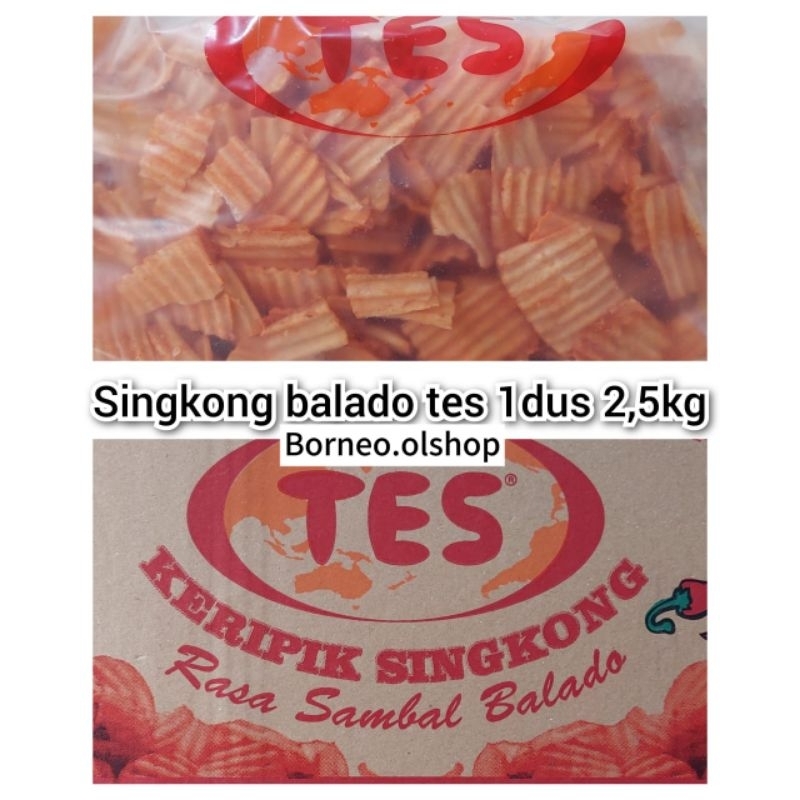 TES
Singkong balado tes 1dus 2,5kg
Borneo.olshop
TES®
KERIPIK SINGKONG
Rasa Sambal Balado